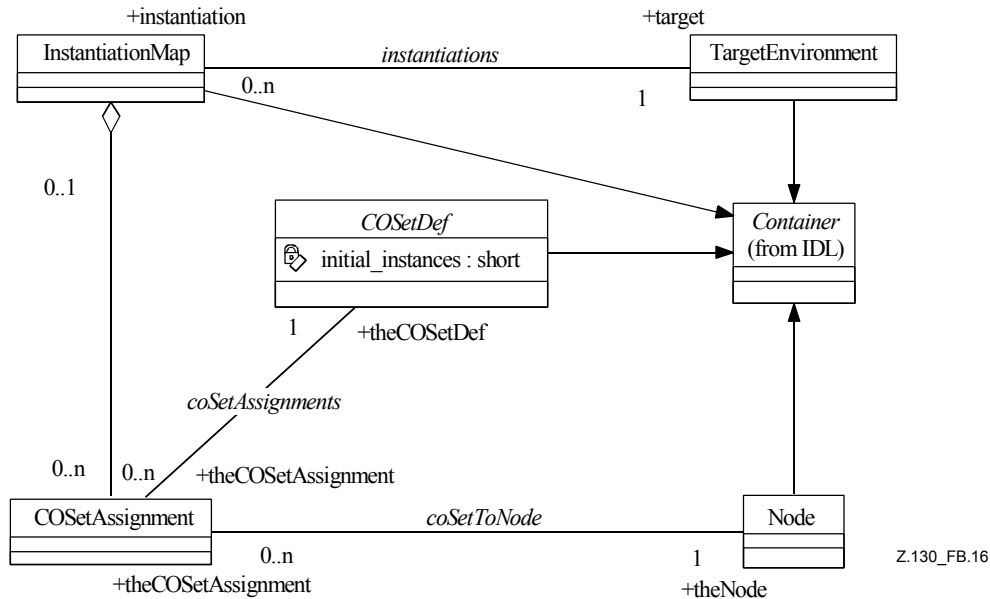 +instantiation
+target
InstantiationMap
instantiations
TargetEnvironment
0..n
1
0..1
COSetDef
initial_instances : short
Container
(from IDL)
1
+theCOSetDef
coSetAssignments
0..n
0..n
+theCOSetAssignment
COSetAssignment
coSetToNode
Node
0..n
1
+theCOSetAssignment
+theNode
Z.130_FB.16